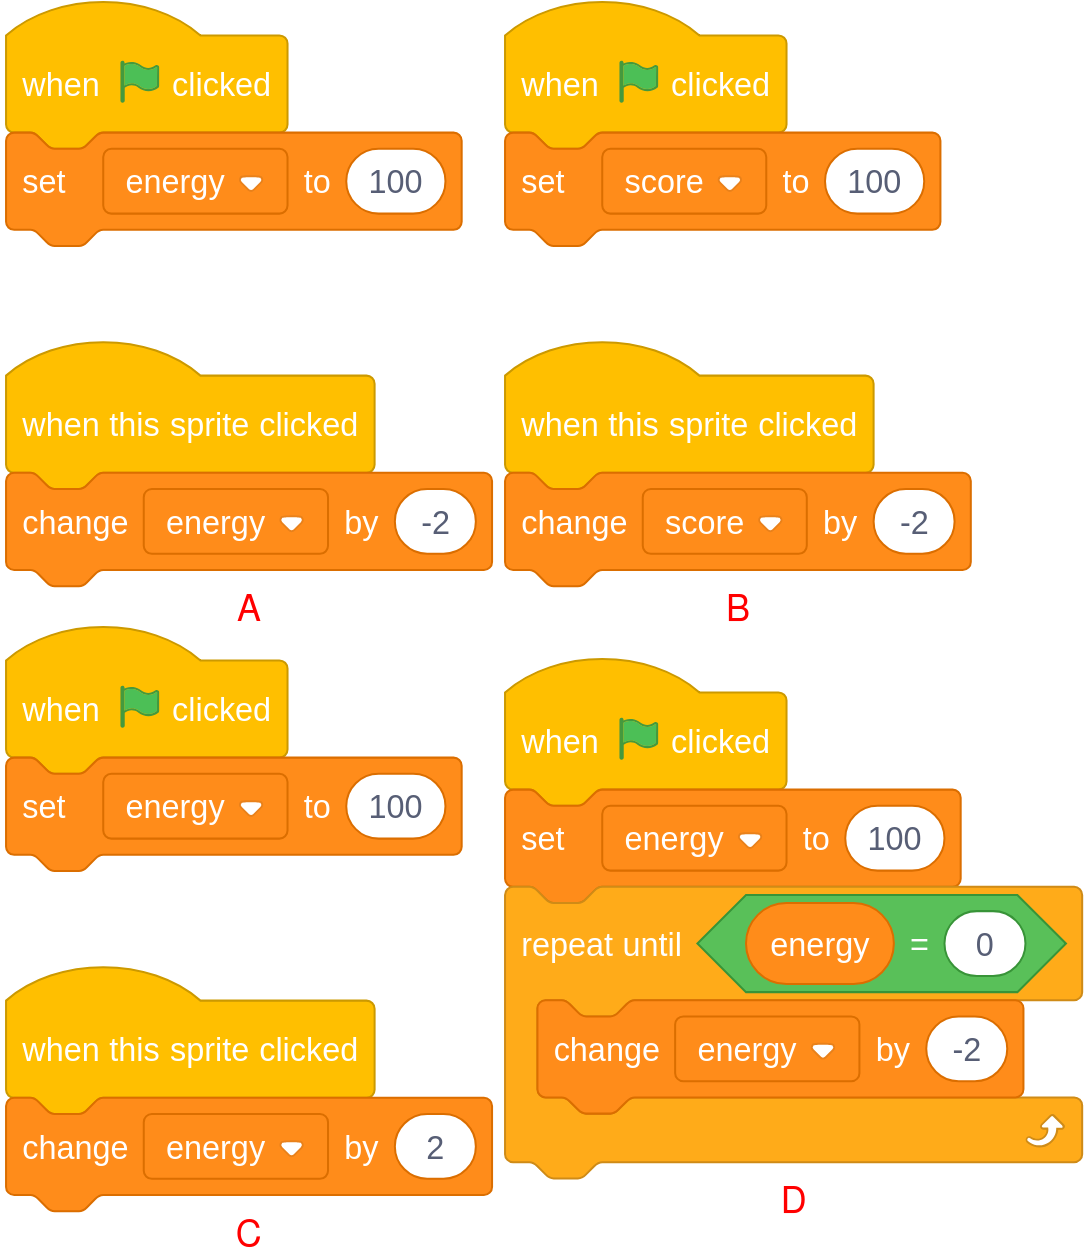 when clicked
set energy to 100
when this sprite clicked
change energy by -2
A
when clicked
set score to 100
when this sprite clicked
change score by -2
B
when clicked
set energy to 100
when this sprite clicked
change energy by 2
C
when clicked
set energy to 100
repeat until energy = 0
change energy by -2
D